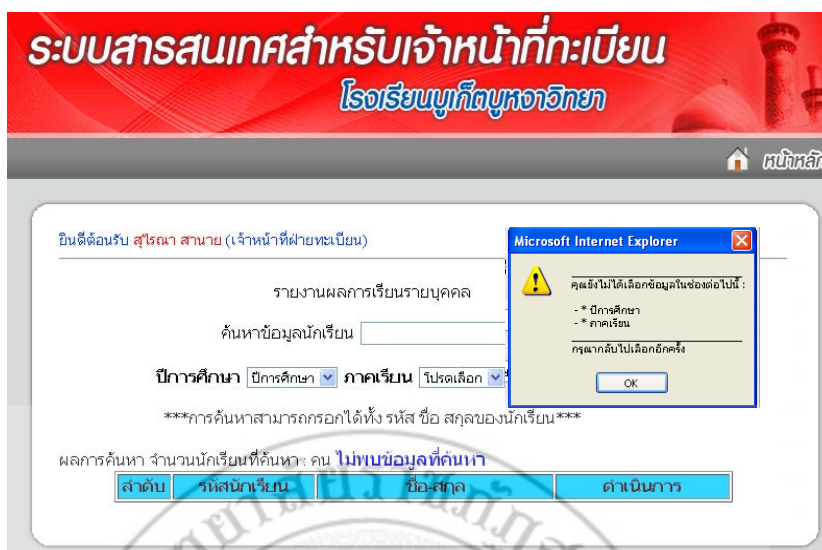 ระบบสารสนเทศสำหรับเจ้าหน้าที่ทะเบียน
โรงเรียนบูเก็ตบูหงาวิทยา
หน้าหลัก
ยินดีต้อนรับ สุไรณา สานาย (เจ้าหน้าที่ฝ่ายทะเบียน)
รายงานผลการเรียนรายบุคคล
ค้นหาข้อมูลนักเรียน
ปีการศึกษา ปีการศึกษา ภาคเรียน โปรดเลือก
***การค้นหาสามารถกรอกได้ทั้ง รหัส ชื่อ สกุลของนักเรียน***
ผลการค้นหา จำนวนนักเรียนที่ค้นหา : คน ไม่พบข้อมูลที่ค้นหา
ลำดับ รหัสนักเรียน ชื่อ-สกุล ดำเนินการ
Microsoft Internet Explorer
คุณยังไม่ได้เลือกข้อมูลในช่องต่อไปนี้ :
- * ปีการศึกษา
- * ภาคเรียน
กรุณากลับไปเลือกอีกครั้ง
OK